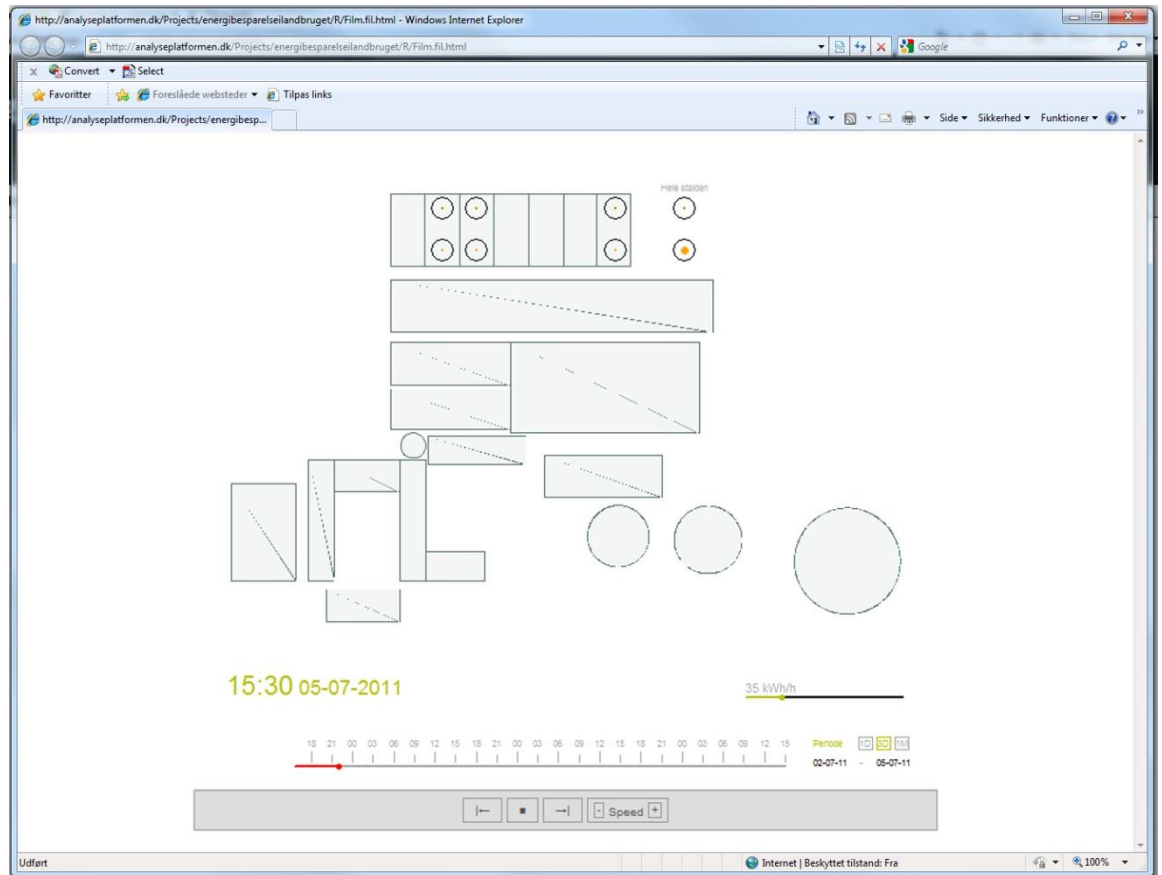 http://analyseplatformen.dk/Projects/energibesparelseilandbruget/R/Film.fil.html - Windows Internet Explorer
http://analyseplatformen.dk/Projects/energibesparelseilandbruget/R/Film.fil.html Google
x Convert Select
Favoritter Foreslåede websteder Tilpas links
http://analyseplatformen.dk/Projects/energibesp... Side Sikkerhed Funktioner
Hele stalden
15:30 05-07-2011
35 kWh/h
18 21 00 03 06 09 12 15 18 21 00 03 06 09 12 15 18 21 00 03 06 09 12 15 Periode 1D 3D 1M
02-07-11 - 05-07-11
- Speed +
Udført Internet | Beskyttet tilstand: Fra 100%